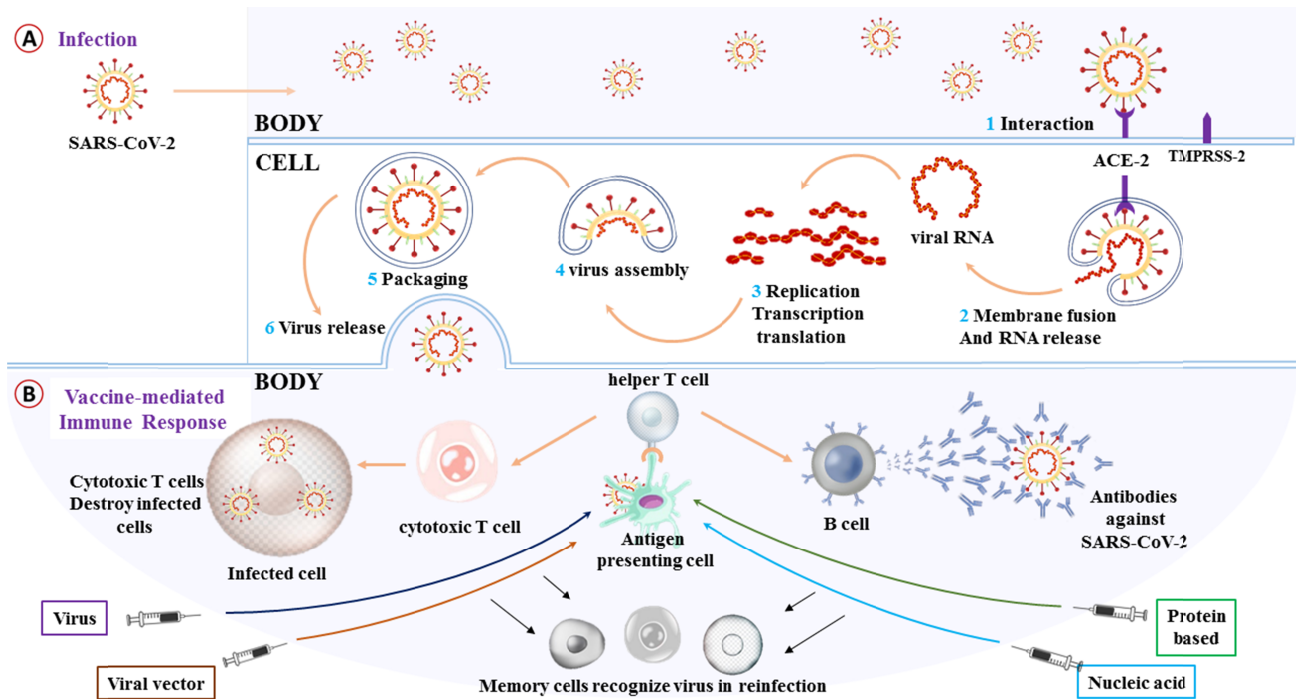 A Infection
SARS-CoV-2
BODY
1 Interaction
CELL
ACE-2
TMPRSS-2
viral RNA
5 Packaging
4 virus assembly
3 Replication
Transcription
translation
2 Membrane fusion
And RNA release
6 Virus release
BODY
B Vaccine-mediated
Immune Response
helper T cell
Cytotoxic T cells
Destroy infected
cells
cytotoxic T cell
Infected cell
Antigen
presenting cell
B cell
Antibodies
against
SARS-CoV-2
Virus
Viral vector
Protein
based
Nucleic acid
Memory cells recognize virus in reinfection